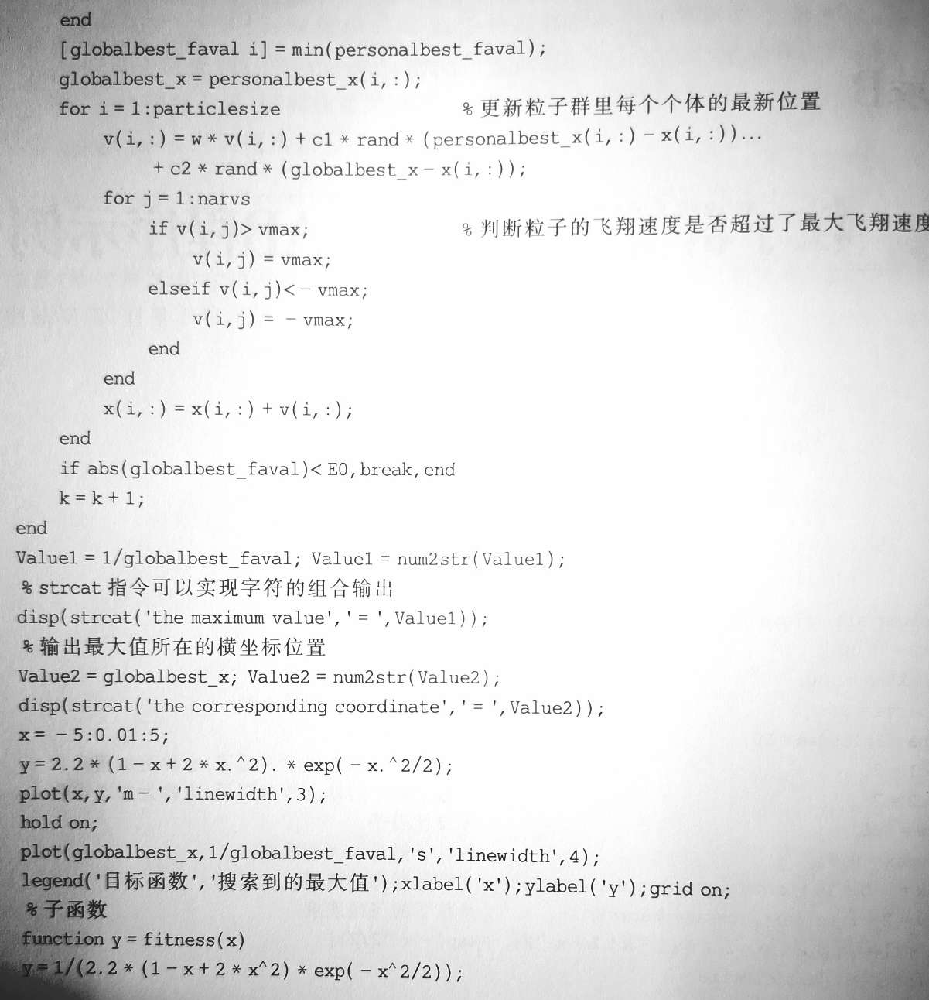 end
[globalbest_faval i] = min(personalbest_faval);
globalbest_x = personalbest_x(i,:);
for i = 1:particlesize % 更新粒子群里每个个体的最新位置
v(i,:) = w * v(i,:) + c1 * rand * (personalbest_x(i,:) - x(i,:))...
+ c2 * rand * (globalbest_x - x(i,:));
for j = 1:narvs
if v(i,j)> vmax; % 判断粒子的飞翔速度是否超过了最大飞翔速度
v(i,j) = vmax;
elseif v(i,j)< - vmax;
v(i,j) = - vmax;
end
end
x(i,:) = x(i,:) + v(i,:);
end
if abs(globalbest_faval)< E0,break,end
k = k + 1;
end
Value1 = 1/globalbest_faval; Value1 = num2str(Value1);
% strcat 指令可以实现字符的组合输出
disp(strcat('the maximum value',' = ',Value1));
% 输出最大值所在的横坐标位置
Value2 = globalbest_x; Value2 = num2str(Value2);
disp(strcat('the corresponding coordinate',' = ',Value2));
x = - 5:0.01:5;
y = 2.2 * (1 - x + 2 * x.^2). * exp( - x.^2/2);
plot(x,y,'m - ','linewidth',3);
hold on;
plot(globalbest_x,1/globalbest_faval,'s','linewidth',4);
legend('目标函数','搜索到的最大值');xlabel('x');ylabel('y');grid on;
% 子函数
function y = fitness(x)
y = 1/(2.2 * (1 - x + 2 * x^2) * exp( - x^2/2));